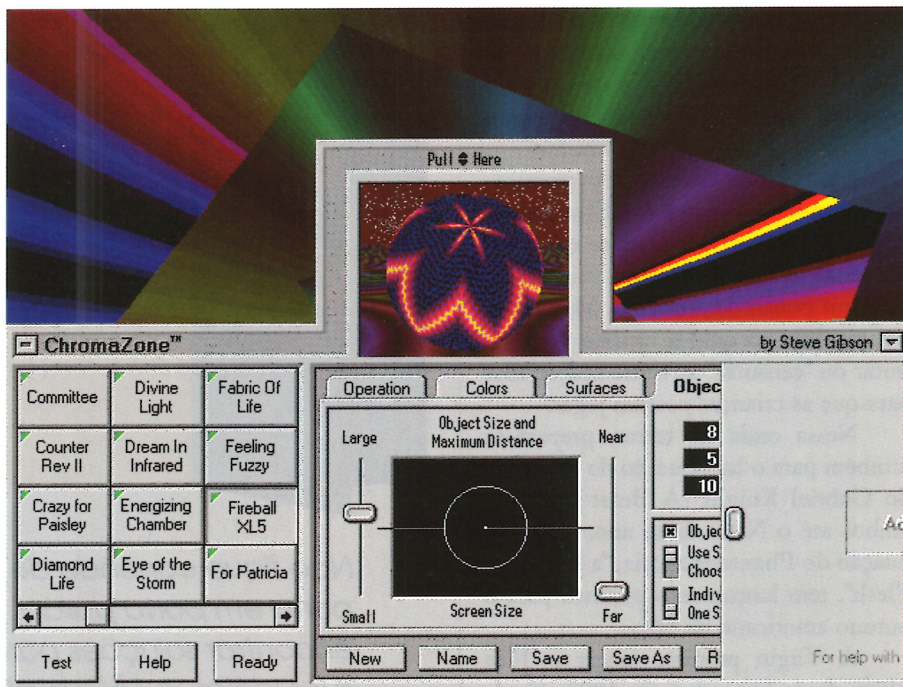 Pull Here
ChromaZone™
by Steve Gibson
Committee
Divine Light
Fabric Of Life
Counter Rev II
Dream In Infrared
Feeling Fuzzy
Crazy for Paisley
Energizing Chamber
Fireball XL5
Diamond Life
Eye of the Storm
For Patricia
Test
Help
Ready
Operation
Colors
Surfaces
Objec
Large
Object Size and
Maximum Distance
Near
Small
Screen Size
Far
8
5
10
Objec
Use S
Choos
Indiv
One S
New
Name
Save
Save As
R
Ac
For help with